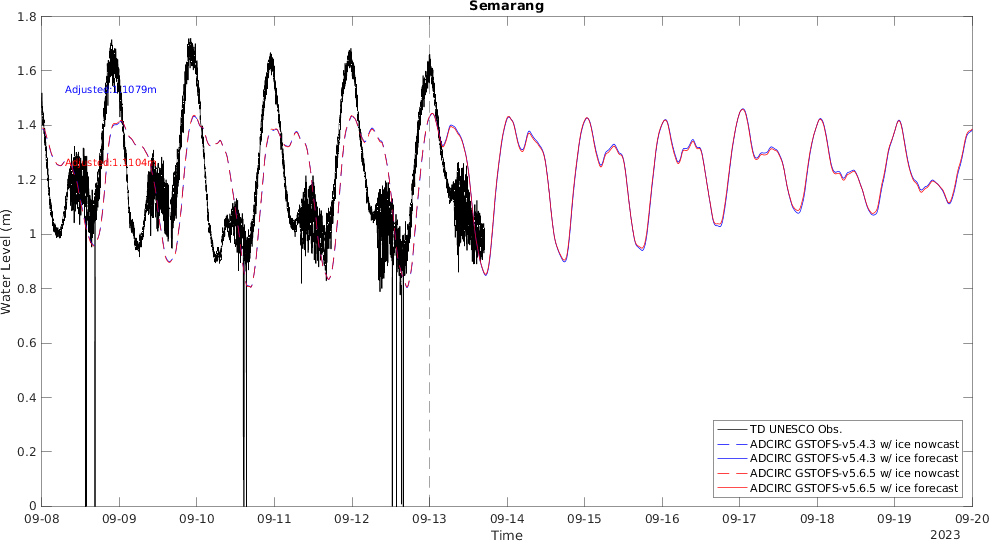 Semarang
1.8
1.6
Adjusted:1.1079m
1.4
Adjusted:1.1104m
1.2
1
0.8
0.6
0.4
0.2
0
Water Level (m)
TD UNESCO Obs.
ADCIRC GSTOFS-v5.4.3 w/ ice nowcast
ADCIRC GSTOFS-v5.4.3 w/ ice forecast
ADCIRC GSTOFS-v5.6.5 w/ ice nowcast
ADCIRC GSTOFS-v5.6.5 w/ ice forecast
09-08 09-09 09-10 09-11 09-12 09-13 09-14 09-15 09-16 09-17 09-18 09-19 09-20
Time
2023